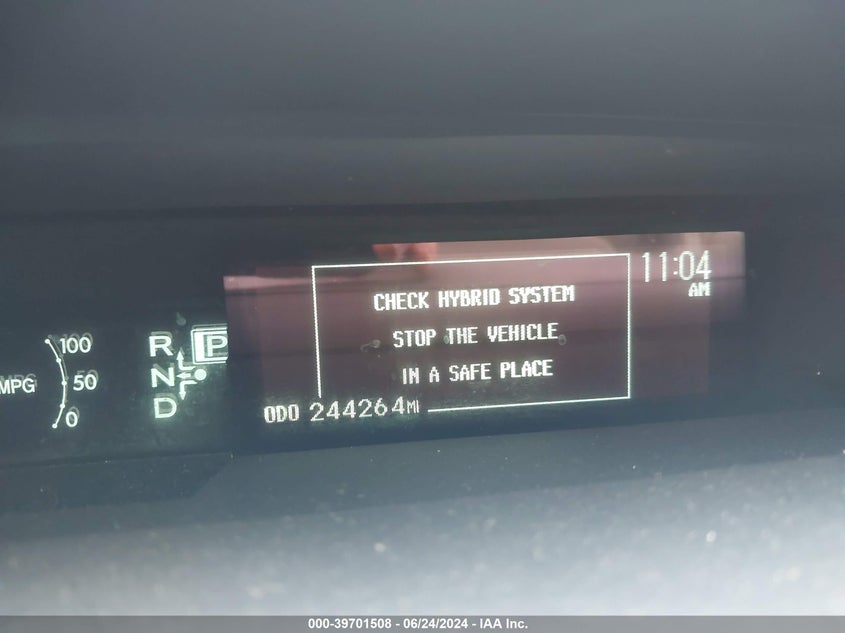 11:04
AM
CHECK HYBRID SYSTEM
STOP THE VEHICLE
IN A SAFE PLACE
ODO 244264MI
100
MPG 50
0
R P
N
D
000-39701508 - 06/24/2024 - IAA Inc.